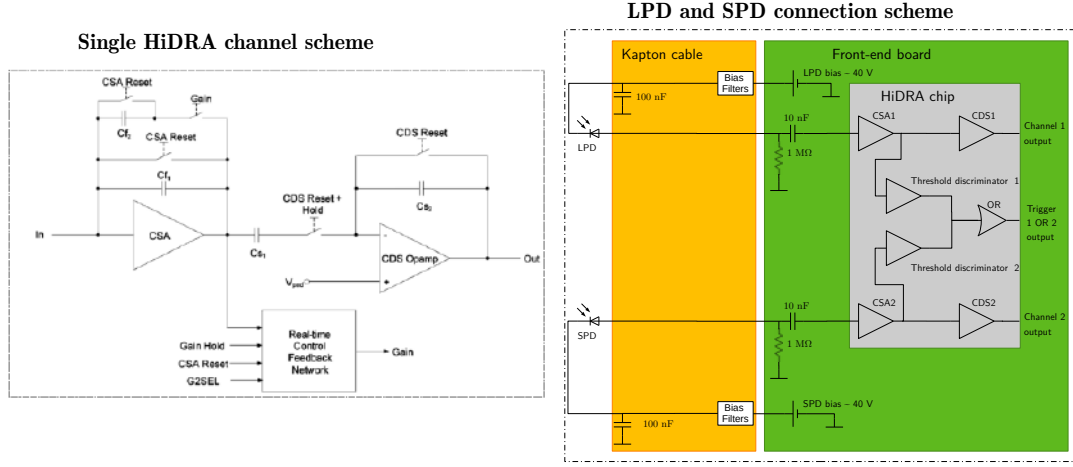 Single HiDRA channel scheme
CSA Reset
Gain
Cf2
CSA Reset
Cf1
CDS Reset
CDS Reset +
Hold
Cs2
In
CSA
Cs1
-
CDS Opamp
+
Out
Gain Hold
CSA Reset
G2SEL
Real-time
Control
Feedback
Network
Gain
LPD and SPD connection scheme
Kapton cable
Front-end board
Bias
Filters
LPD bias ~ 40 V
100 nF
HiDRA chip
10 nF
CSA1
CDS1
Channel 1
output
LPD
1 MΩ
Threshold discriminator 1
OR
Trigger
1 OR 2
output
Threshold discriminator 2
10 nF
CSA2
CDS2
Channel 2
output
SPD
1 MΩ
Bias
Filters
SPD bias ~ 40 V
100 nF